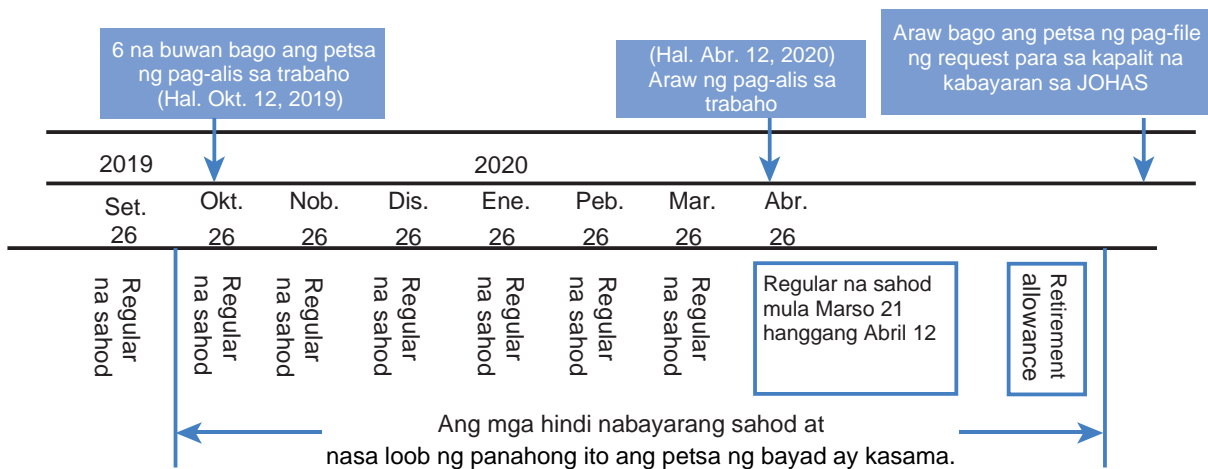 6 na buwan bago ang petsa
ng pag-alis sa trabaho
(Hal. Okt. 12, 2019)
(Hal. Abr. 12, 2020)
Araw ng pag-alis sa
trabaho
Araw bago ang petsa ng pag-file
ng request para sa kapalit na
kabayaran sa JOHAS
2019 2020
Set. Okt. Nob. Dis. Ene. Peb. Mar. Abr.
26 26 26 26 26 26 26 26
Regular
na sahod
Regular
na sahod
Regular
na sahod
Regular
na sahod
Regular
na sahod
Regular
na sahod
Regular
na sahod
Regular na sahod
mula Marso 21
hanggang Abril 12
Retirement
allowance
Ang mga hindi nabayarang sahod at
nasa loob ng panahong ito ang petsa ng bayad ay kasama.